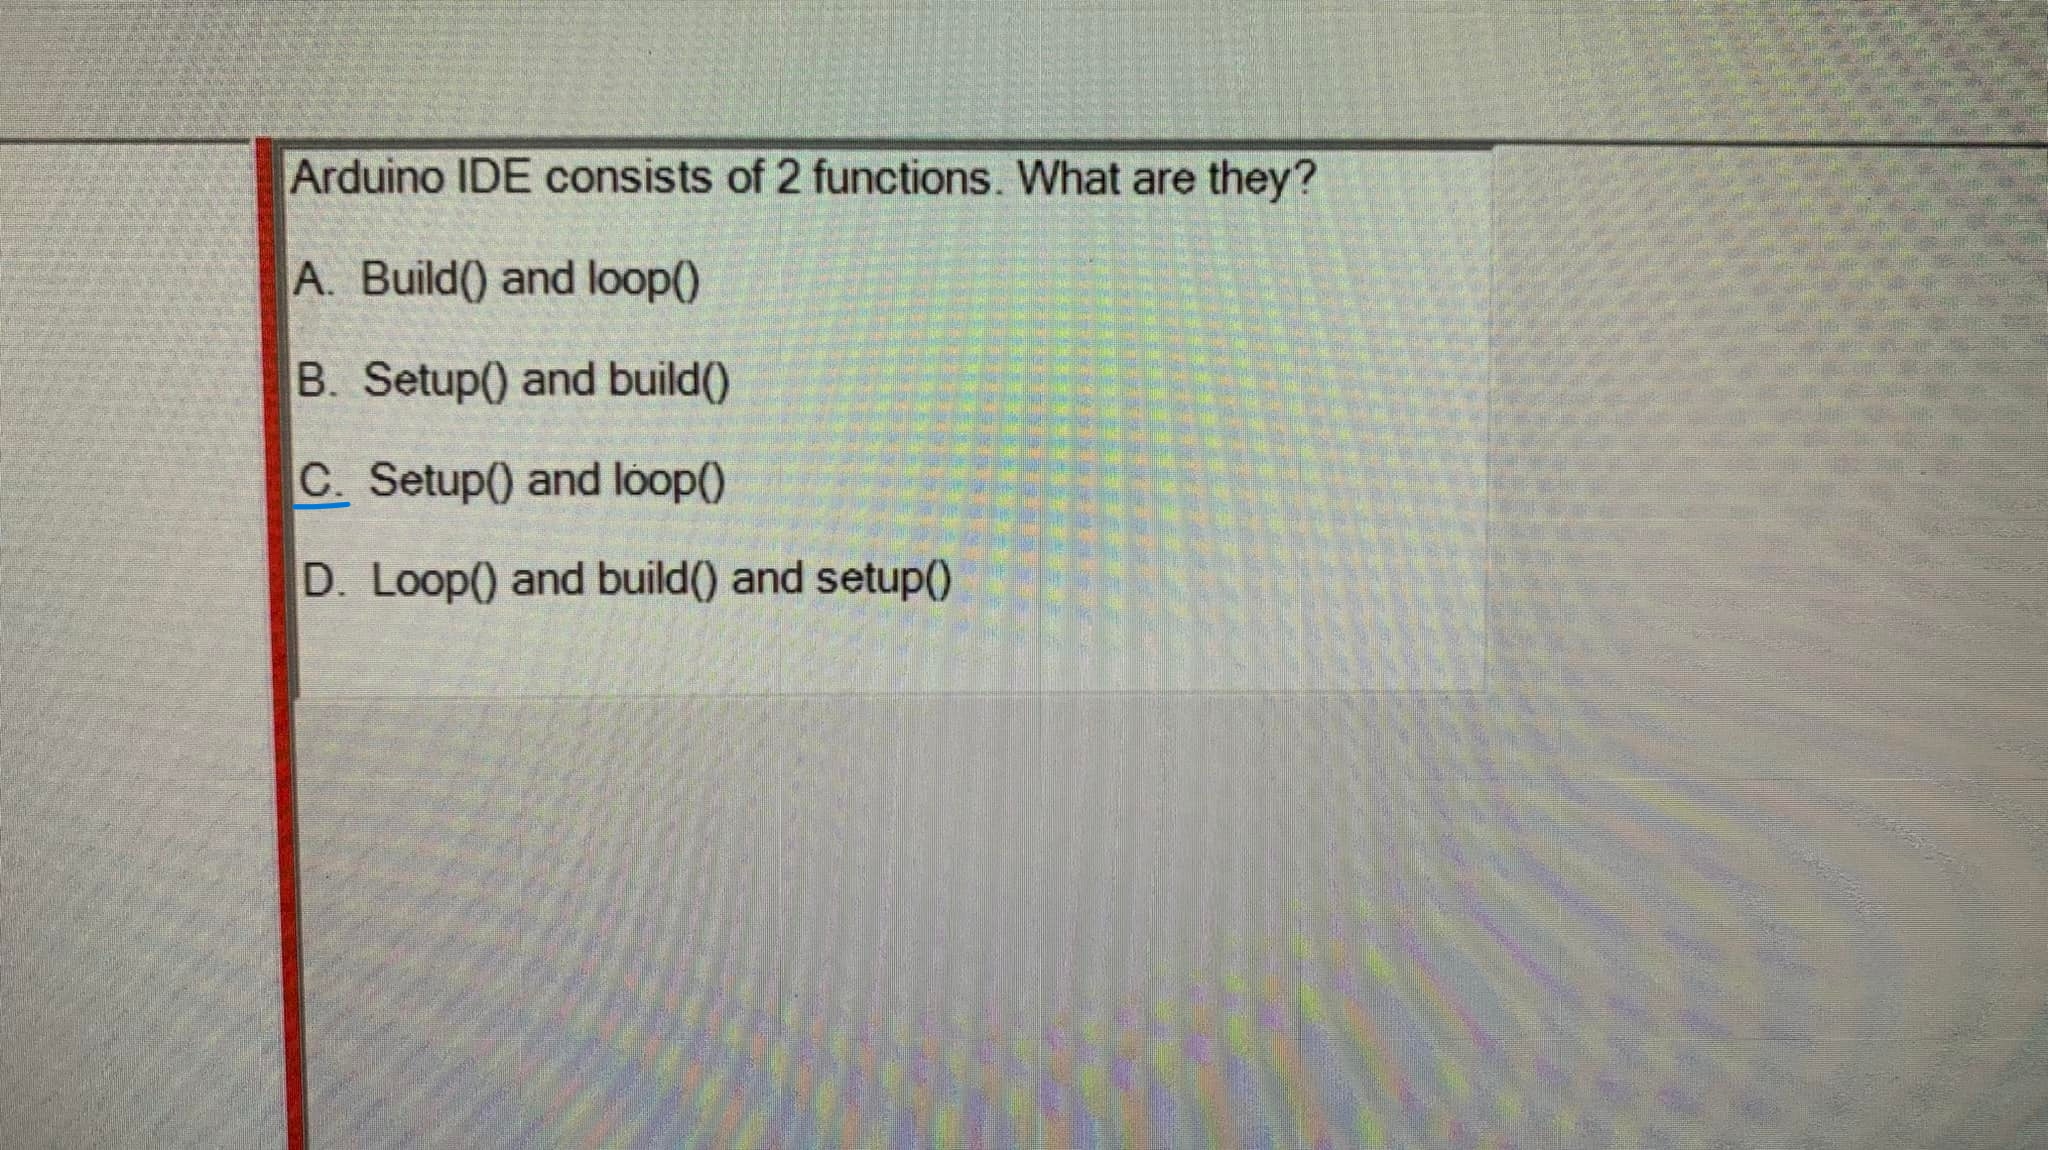 Arduino IDE consists of 2 functions. What are they?
A. Build() and loop()
B. Setup() and build()
C. Setup() and loop()
D. Loop() and build() and setup()